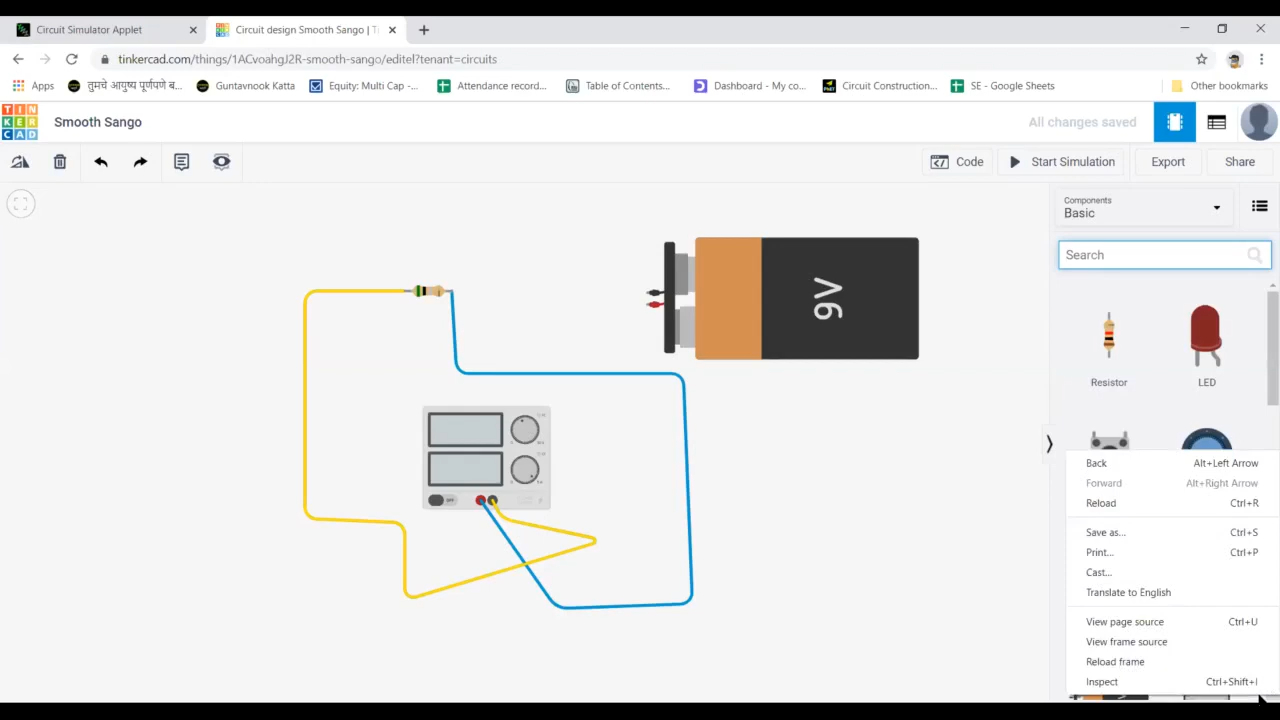 Circuit Simulator Applet
Circuit design Smooth Sango | Ti
tinkercad.com/things/1ACvoahgJ2R-smooth-sango/editel?tenant=circuits
Apps तुमचे आयुष्य पूर्णपणे ब... Guntavnook Katta Equity: Multi Cap -... Attendance record... Table of Contents... Dashboard - My co... Circuit Construction... SE - Google Sheets Other bookmarks
TIN
KER
CAD
Smooth Sango
All changes saved
Code Start Simulation Export Share
Components
Basic
Search
9V
Resistor LED
OFF
Back Alt+Left Arrow
Forward Alt+Right Arrow
Reload Ctrl+R
Save as... Ctrl+S
Print... Ctrl+P
Cast...
Translate to English
View page source Ctrl+U
View frame source
Reload frame
Inspect Ctrl+Shift+I